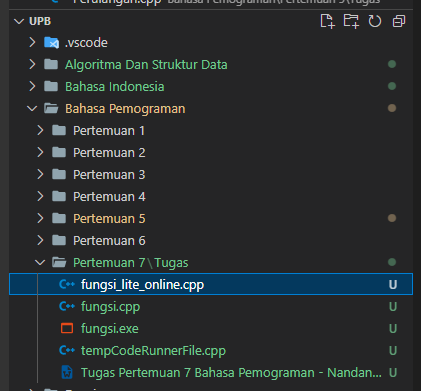 Perulangan.cpp Bahasa Pemograman\Pertemuan 5\Tugas
UPB
.vscode
Algoritma Dan Struktur Data
Bahasa Indonesia
Bahasa Pemograman
Pertemuan 1
Pertemuan 2
Pertemuan 3
Pertemuan 4
Pertemuan 5
Pertemuan 6
Pertemuan 7\Tugas
fungsi_lite_online.cpp U
fungsi.cpp U
fungsi.exe U
tempCodeRunnerFile.cpp U
Tugas Pertemuan 7 Bahasa Pemograman - Nandan... U